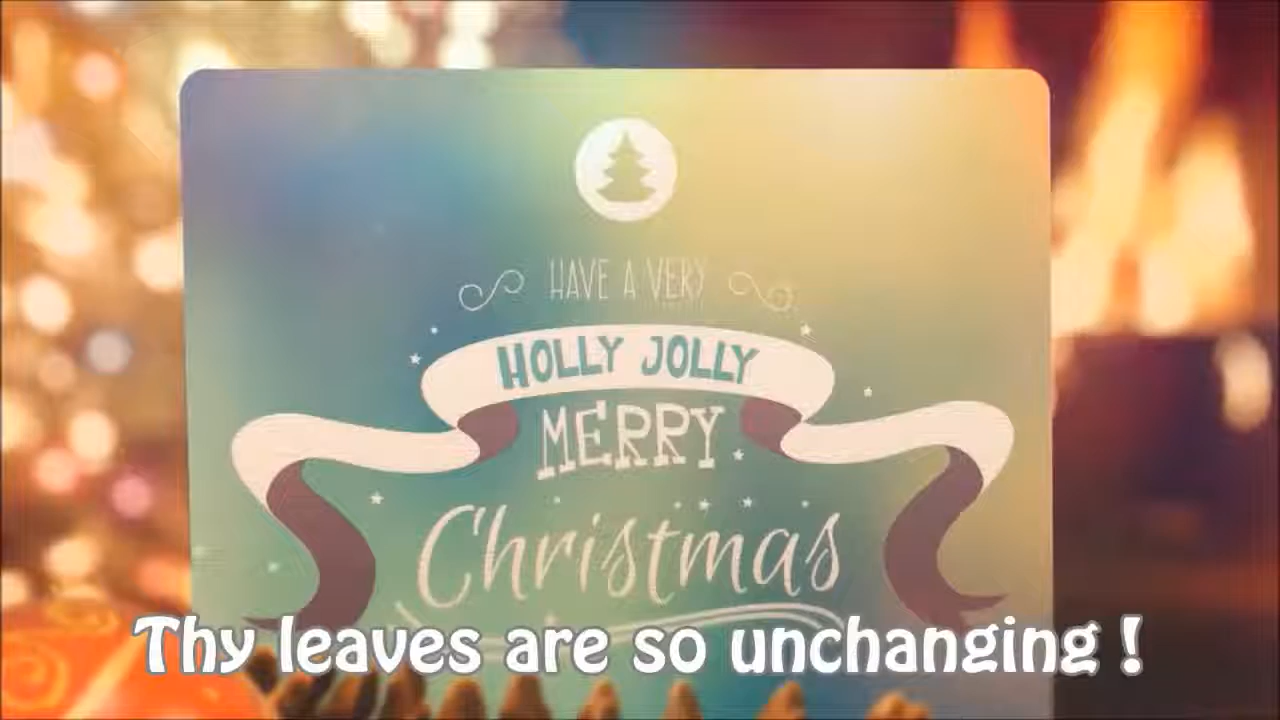 HAVE A VERY
HOLLY JOLLY
MERRY
Christmas
Thy leaves are so unchanging !